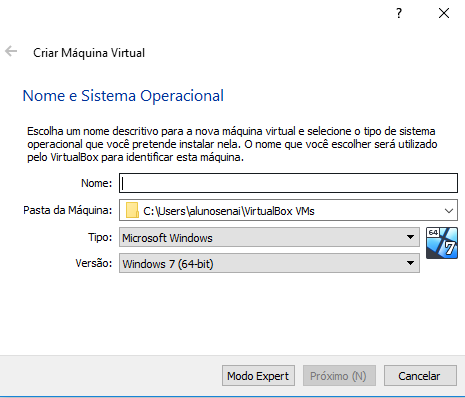 ?
Criar Máquina Virtual
Nome e Sistema Operacional
Escolha um nome descritivo para a nova máquina virtual e selecione o tipo de sistema
operacional que você pretende instalar nela. O nome que você escolher será utilizado
pelo VirtualBox para identificar esta máquina.
Nome:
Pasta da Máquina: C:\Users\alunosenai\VirtualBox VMs
Tipo: Microsoft Windows
64
7
Versão: Windows 7 (64-bit)
Modo Expert Próximo (N) Cancelar